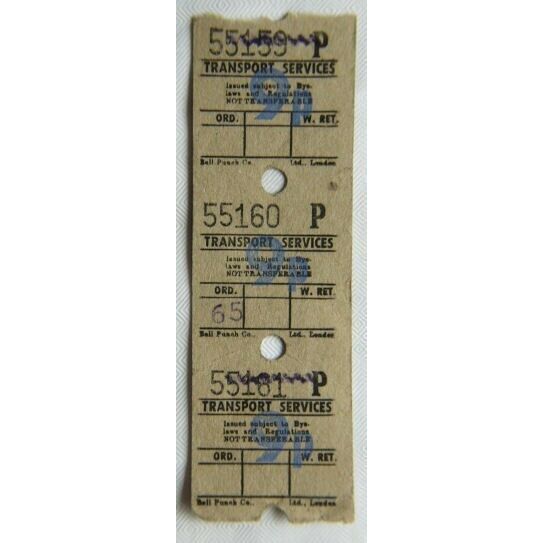 55159 P
TRANSPORT SERVICES
Issued subject to Bye-
laws and Regulations
NOT TRANSFERABLE
9p
ORD. W. RET.
Bell Punch Co., Ltd., London
55160 P
TRANSPORT SERVICES
Issued subject to Bye-
laws and Regulations
NOT TRANSFERABLE
9p
ORD. W. RET.
65
Bell Punch Co., Ltd., London
55161 P
TRANSPORT SERVICES
Issued subject to Bye-
laws and Regulations
NOT TRANSFERABLE
9p
ORD. W. RET.
Bell Punch Co., Ltd., London